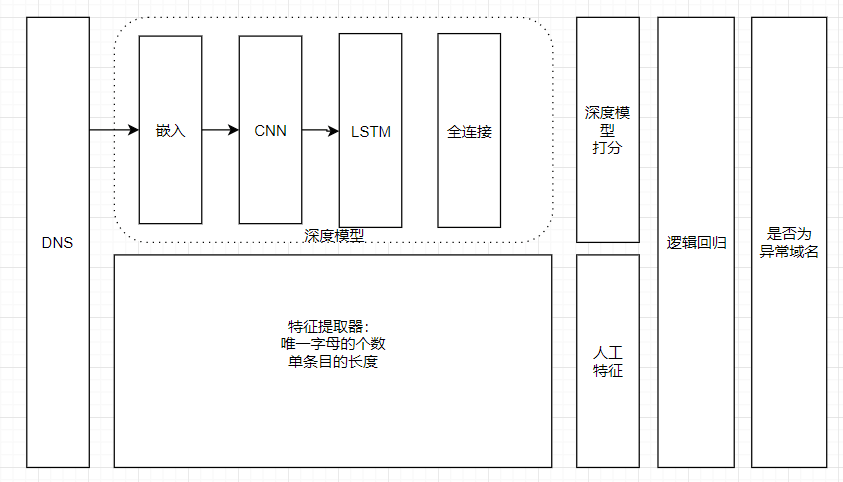 DNS
嵌入
CNN
LSTM
全连接
深度模型
特征提取器：
唯一字母的个数
单条目的长度
深度模
型
打分
人工
特征
逻辑回归
是否为
异常域名